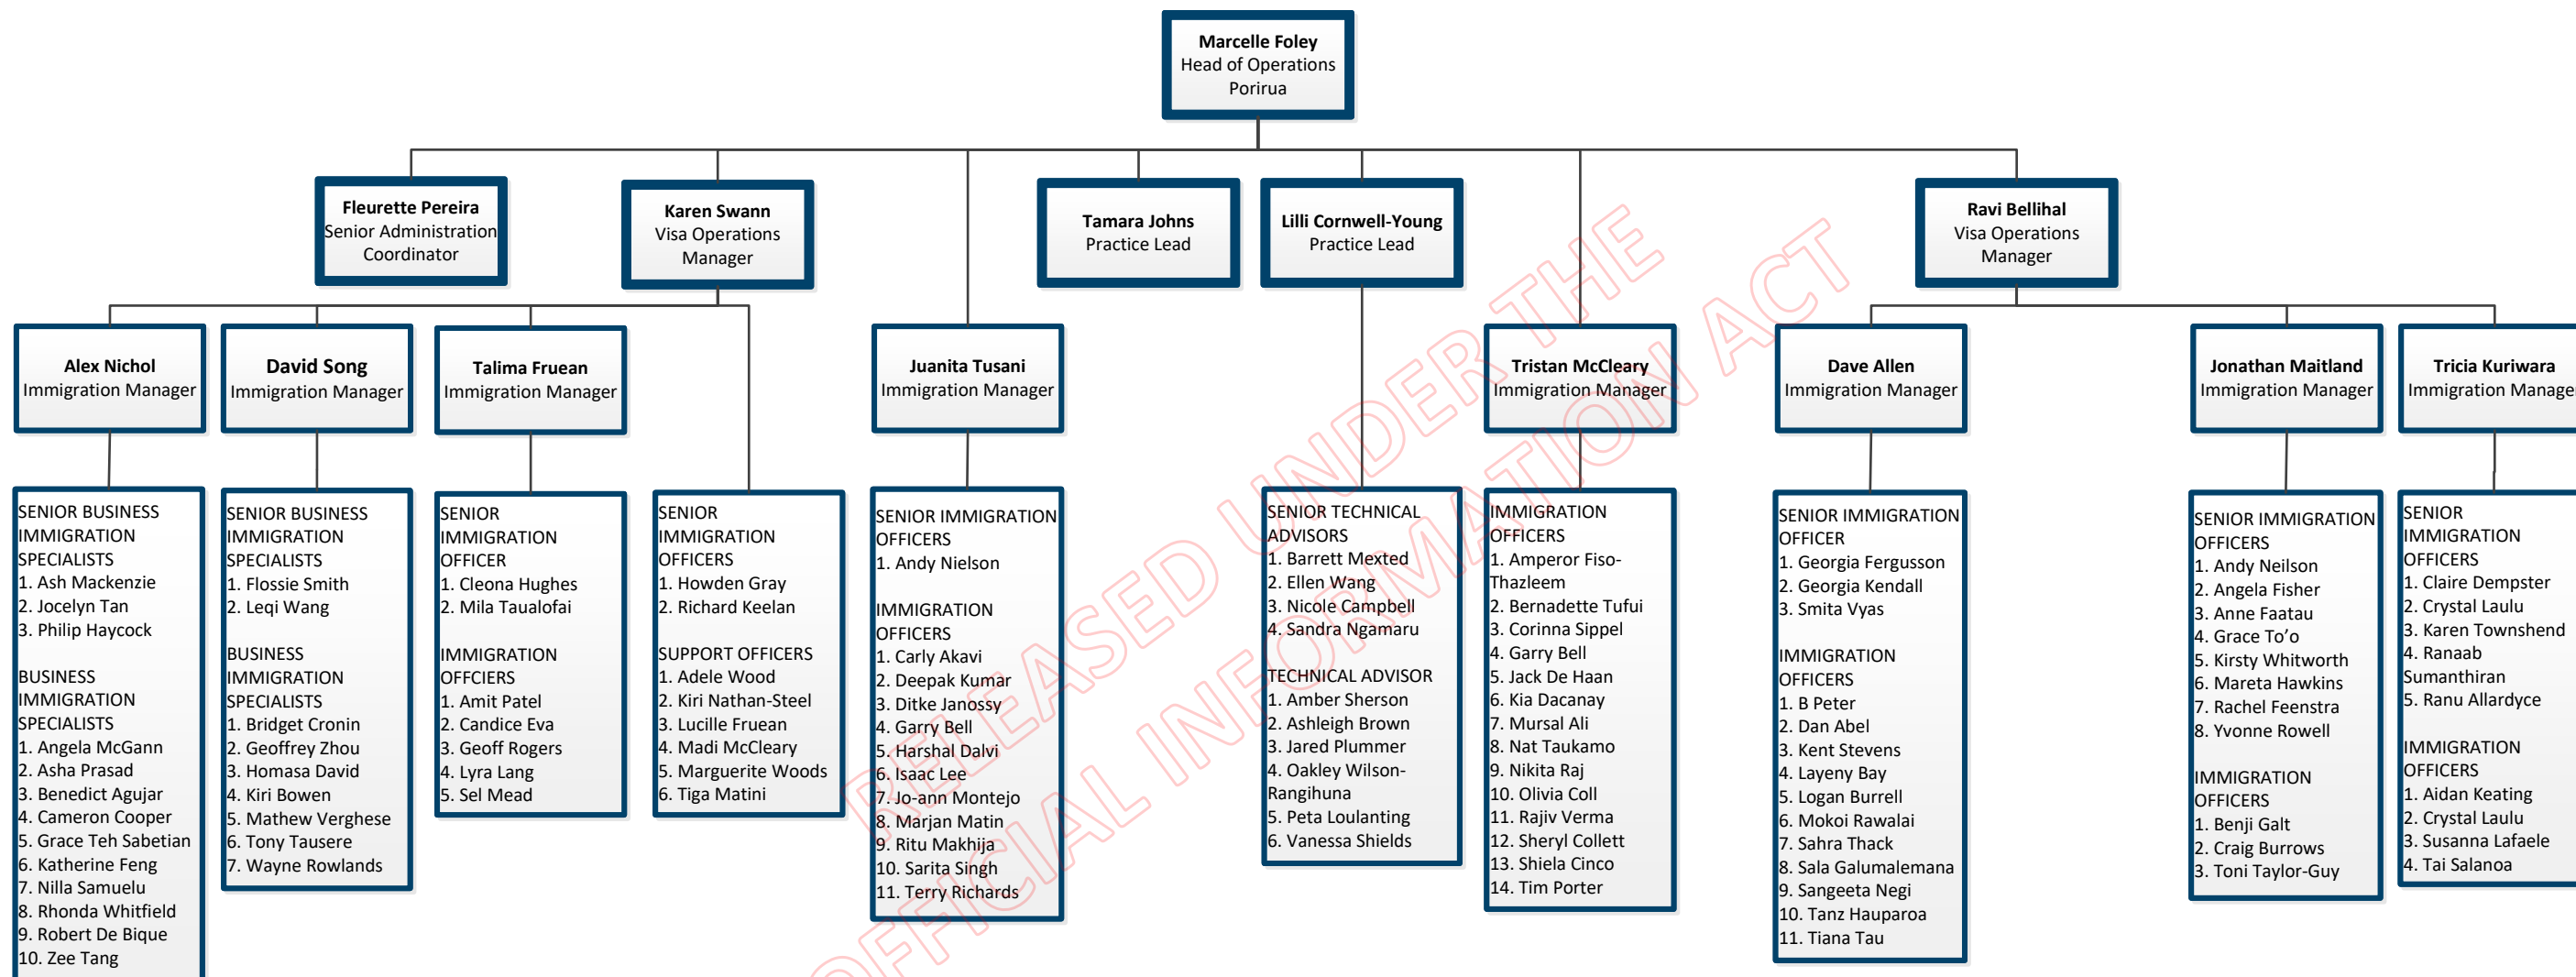 Marcelle Foley
Head of Operations
Porirua
Fleurette Pereira
Senior Administration
Coordinator
Karen Swann
Visa Operations
Manager
Tamara Johns
Practice Lead
Lilli Cornwell-Young
Practice Lead
Ravi Bellihal
Visa Operations
Manager
Alex Nichol
Immigration Manager
David Song
Immigration Manager
Talima Fruean
Immigration Manager
Juanita Tusani
Immigration Manager
Tristan McCleary
Immigration Manager
Dave Allen
Immigration Manager
Jonathan Maitland
Immigration Manager
Tricia Kuriwara
Immigration Manager
SENIOR BUSINESS
IMMIGRATION
SPECIALISTS
1. Ash Mackenzie
2. Jocelyn Tan
3. Philip Haycock
BUSINESS
IMMIGRATION
SPECIALISTS
1. Angela McGann
2. Asha Prasad
3. Benedict Agujar
4. Cameron Cooper
5. Grace Teh Sabetian
6. Katherine Feng
7. Nilla Samuelu
8. Rhonda Whitfield
9. Robert De Bique
10. Zee Tang
SENIOR BUSINESS
IMMIGRATION
SPECIALISTS
1. Flossie Smith
2. Leqi Wang
BUSINESS
IMMIGRATION
SPECIALISTS
1. Bridget Cronin
2. Geoffrey Zhou
3. Homasa David
4. Kiri Bowen
5. Mathew Verghese
6. Tony Tausere
7. Wayne Rowlands
SENIOR
IMMIGRATION
OFFICER
1. Cleona Hughes
2. Mila Taualofai
IMMIGRATION
OFFCIERS
1. Amit Patel
2. Candice Eva
3. Geoff Rogers
4. Lyra Lang
5. Sel Mead
SENIOR
IMMIGRATION
OFFICERS
1. Howden Gray
2. Richard Keelan
SUPPORT OFFICERS
1. Adele Wood
2. Kiri Nathan-Steel
3. Lucille Fruean
4. Madi McCleary
5. Marguerite Woods
6. Tiga Matini
SENIOR IMMIGRATION
OFFICERS
1. Andy Nielson
IMMIGRATION
OFFICERS
1. Carly Akavi
2. Deepak Kumar
3. Ditke Janossy
4. Garry Bell
5. Harshal Dalvi
6. Isaac Lee
7. Jo-ann Montejo
8. Marjan Matin
9. Ritu Makhija
10. Sarita Singh
11. Terry Richards
SENIOR TECHNICAL
ADVISORS
1. Barrett Mexted
2. Ellen Wang
3. Nicole Campbell
4. Sandra Ngamaru
TECHNICAL ADVISOR
1. Amber Sherson
2. Ashleigh Brown
3. Jared Plummer
4. Oakley Wilson-
Rangihuna
5. Peta Loulanting
6. Vanessa Shields
IMMIGRATION
OFFICERS
1. Amperor Fiso-
Thazleem
2. Bernadette Tufui
3. Corinna Sippel
4. Garry Bell
5. Jack De Haan
6. Kia Dacanay
7. Mursal Ali
8. Nat Taukamo
9. Nikita Raj
10. Olivia Coll
11. Rajiv Verma
12. Sheryl Collett
13. Shiela Cinco
14. Tim Porter
SENIOR IMMIGRATION
OFFICER
1. Georgia Fergusson
2. Georgia Kendall
3. Smita Vyas
IMMIGRATION
OFFICERS
1. B Peter
2. Dan Abel
3. Kent Stevens
4. Layeny Bay
5. Logan Burrell
6. Mokoi Rawalai
7. Sahra Thack
8. Sala Galumalemana
9. Sangeeta Negi
10. Tanz Hauparoa
11. Tiana Tau
SENIOR IMMIGRATION
OFFICERS
1. Andy Neilson
2. Angela Fisher
3. Anne Faatau
4. Grace To’o
5. Kirsty Whitworth
6. Mareta Hawkins
7. Rachel Feenstra
8. Yvonne Rowell
IMMIGRATION
OFFICERS
1. Benji Galt
2. Craig Burrows
3. Toni Taylor-Guy
SENIOR
IMMIGRATION
OFFICERS
1. Claire Dempster
2. Crystal Laulu
3. Karen Townshend
4. Ranaab
Sumanthiran
5. Ranu Allardyce
IMMIGRATION
OFFICERS
1. Aidan Keating
2. Crystal Laulu
3. Susanna Lafaele
4. Tai Salanoa
RELEASED UNDER THE
OFFICIAL INFORMATION ACT